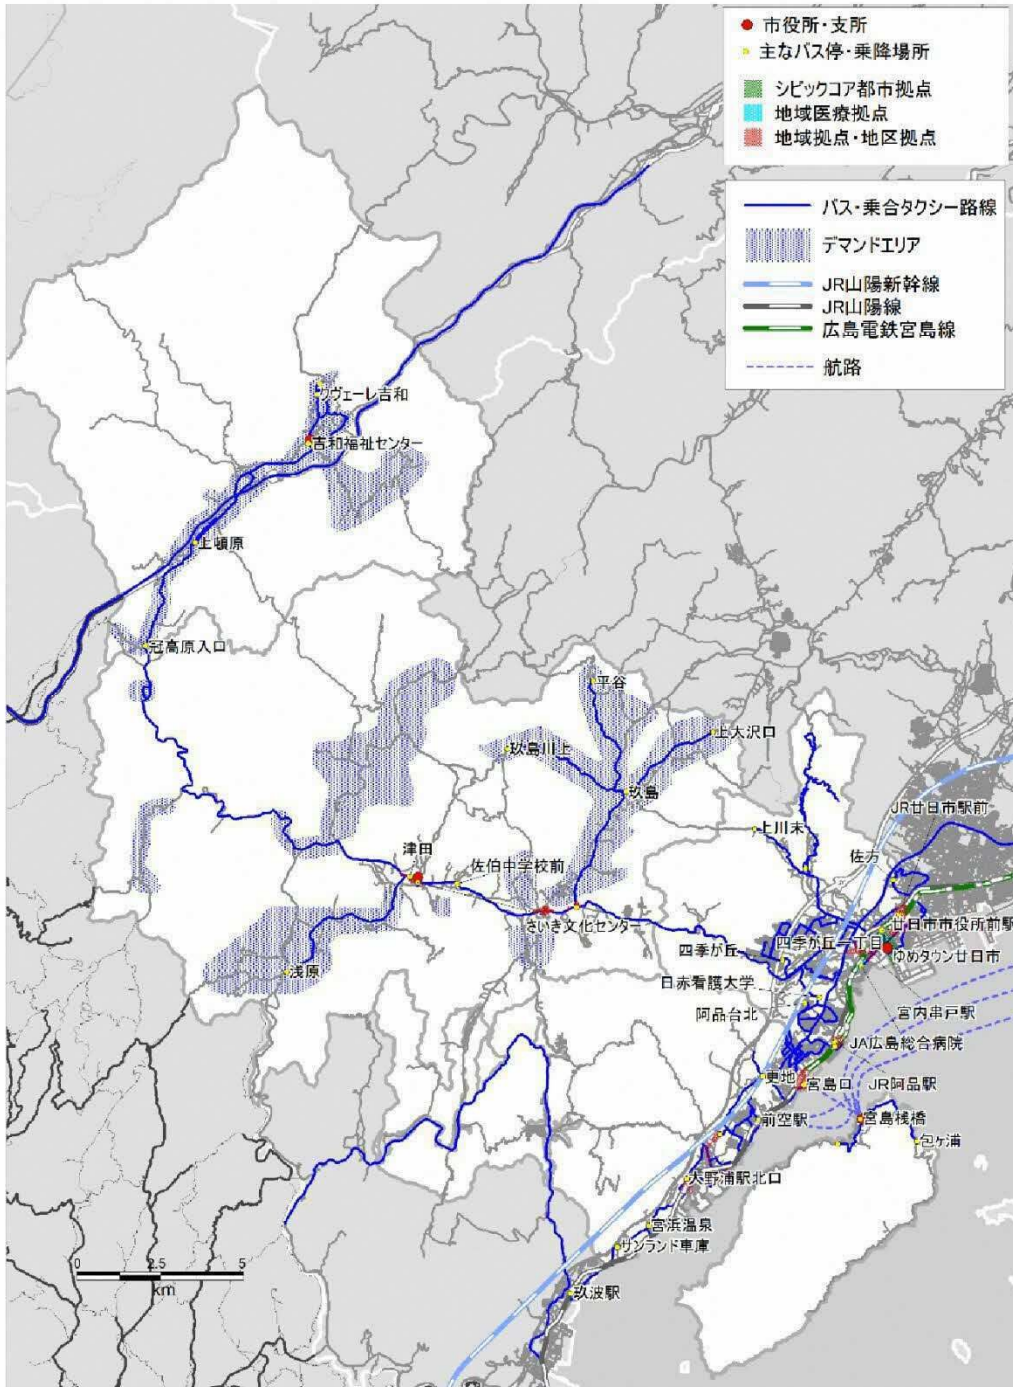 市役所・支所
主なバス停・乗降場所
シビックコア都市拠点
地域医療拠点
地域拠点・地区拠点
バス・乗合タクシー路線
デマンドエリア
JR山陽新幹線
JR山陽線
広島電鉄宮島線
航路
クヴェーレ吉和
吉和福祉センター
上頓原
冠高原入口
平谷
上大沢口
玖島川上
玖島
JR廿日市駅前
上川末
佐方
津田
佐伯中学校前
さいき文化センター
廿日市市役所前駅
四季が丘
四季が丘一丁目
ゆめタウン廿日市
浅原
日赤看護大学
阿品台北
宮内串戸駅
JA広島総合病院
更地
宮島口
JR阿品駅
前空駅
宮島桟橋
包ヶ浦
大野浦駅北口
宮浜温泉
サンランド車庫
0 2.5 5
km
玖波駅